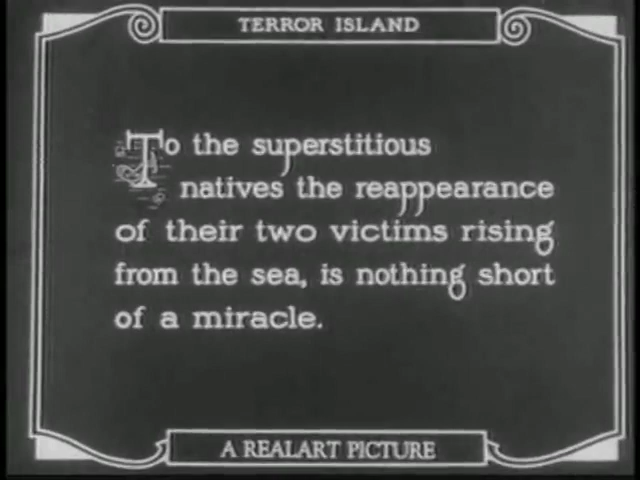 TERROR ISLAND
To the superstitious
natives the reappearance
of their two victims rising
from the sea, is nothing short
of a miracle.
A REALART PICTURE